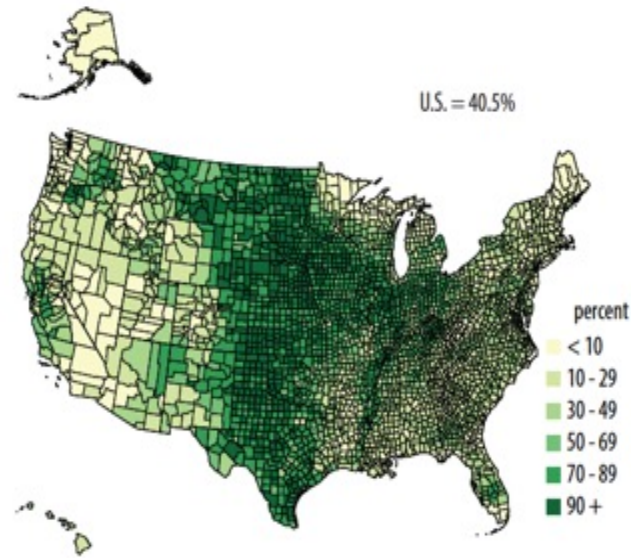 U.S. = 40.5%
percent
< 10
10 - 29
30 - 49
50 - 69
70 - 89
90 +